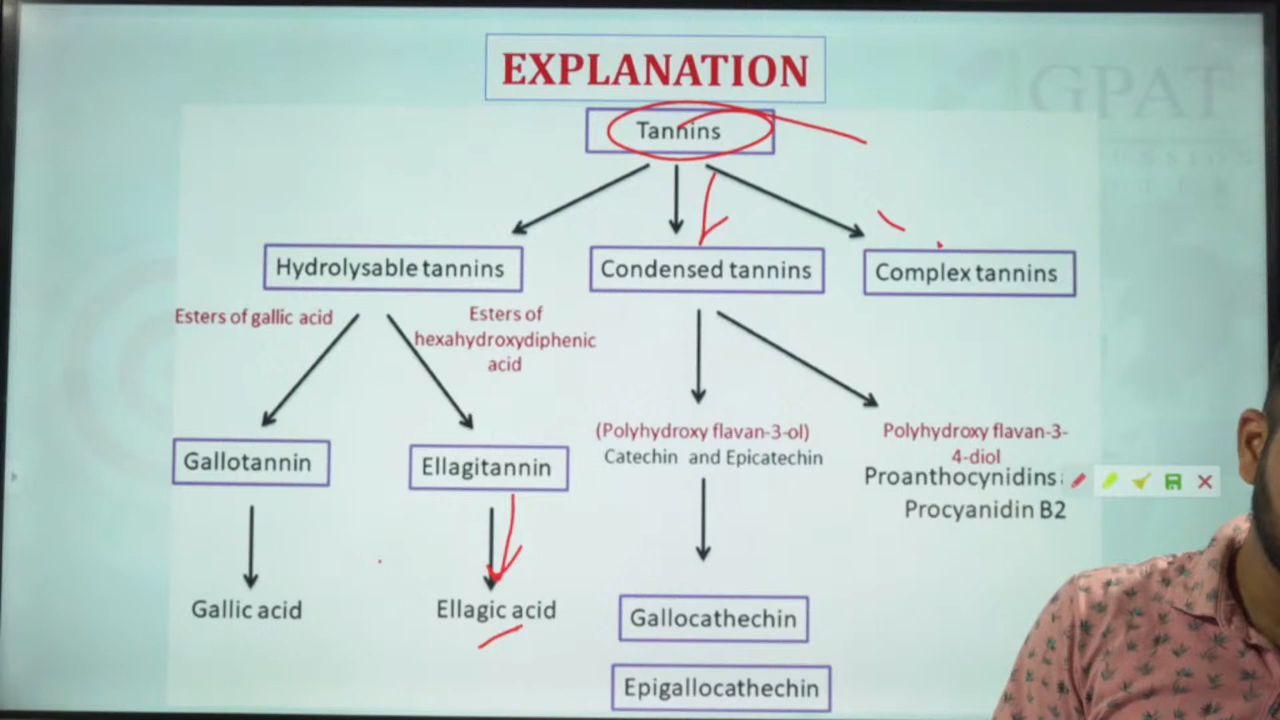 EXPLANATION
GPAT
Tannins
Hydrolysable tannins
Condensed tannins
Complex tannins
Esters of gallic acid
Esters of
hexahydroxydiphenic
acid
Gallotannin
Ellagitannin
(Polyhydroxy flavan-3-ol)
Catechin and Epicatechin
Polyhydroxy flavan-3-
4-diol
Proanthocynidins
Procyanidin B2
Gallic acid
Ellagic acid
Gallocathechin
Epigallocathechin